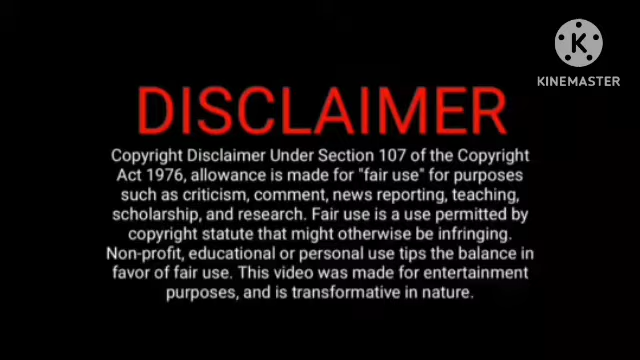 KINEMASTER
DISCLAIMER
Copyright Disclaimer Under Section 107 of the Copyright
Act 1976, allowance is made for "fair use" for purposes
such as criticism, comment, news reporting, teaching,
scholarship, and research. Fair use is a use permitted by
copyright statute that might otherwise be infringing.
Non-profit, educational or personal use tips the balance in
favor of fair use. This video was made for entertainment
purposes, and is transformative in nature.